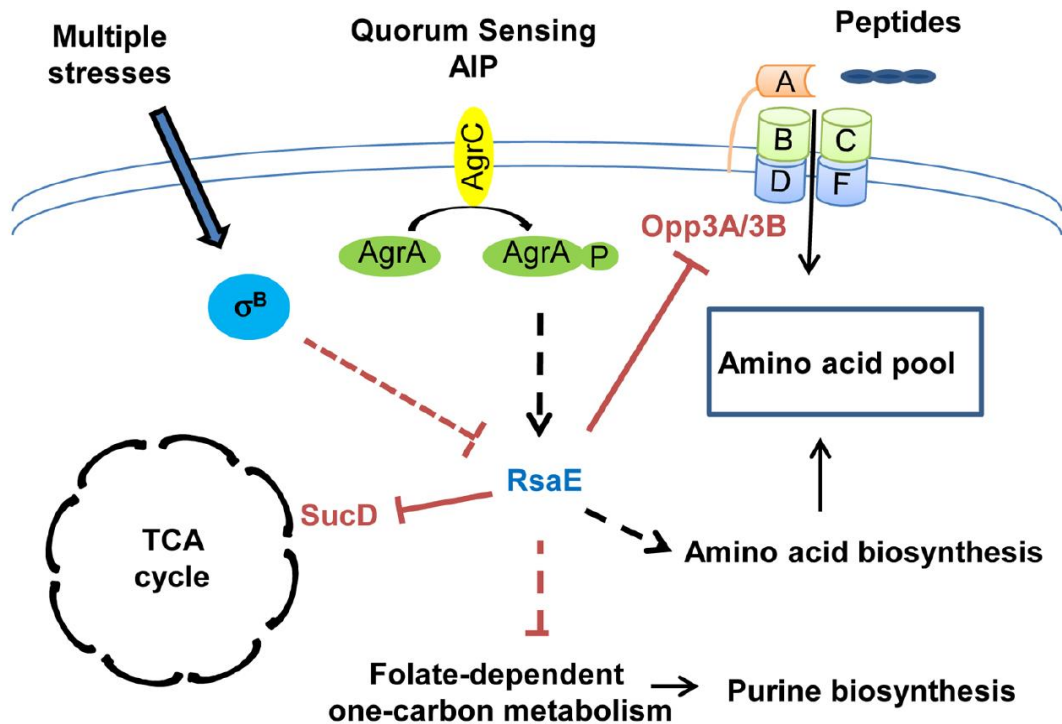 Multiple
stresses
Quorum Sensing
AIP
Peptides
A
B
C
D
F
AgrC
AgrA
AgrA
P
Opp3A/3B
σB
Amino acid pool
RsaE
SucD
TCA
cycle
Amino acid biosynthesis
Folate-dependent
one-carbon metabolism
Purine biosynthesis